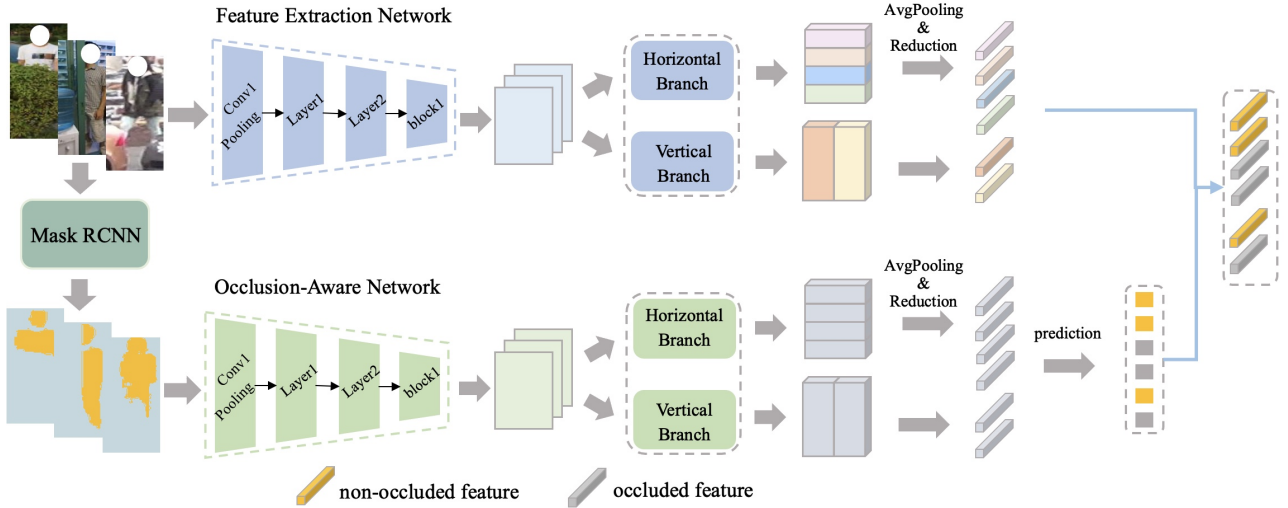 Feature Extraction Network
Conv1
Pooling
Layer1
Layer2
block1
Horizontal
Branch
Vertical
Branch
AvgPooling
&
Reduction
Mask RCNN
Occlusion-Aware Network
Conv1
Pooling
Layer1
Layer2
block1
Horizontal
Branch
Vertical
Branch
AvgPooling
&
Reduction
prediction
non-occluded feature
occluded feature